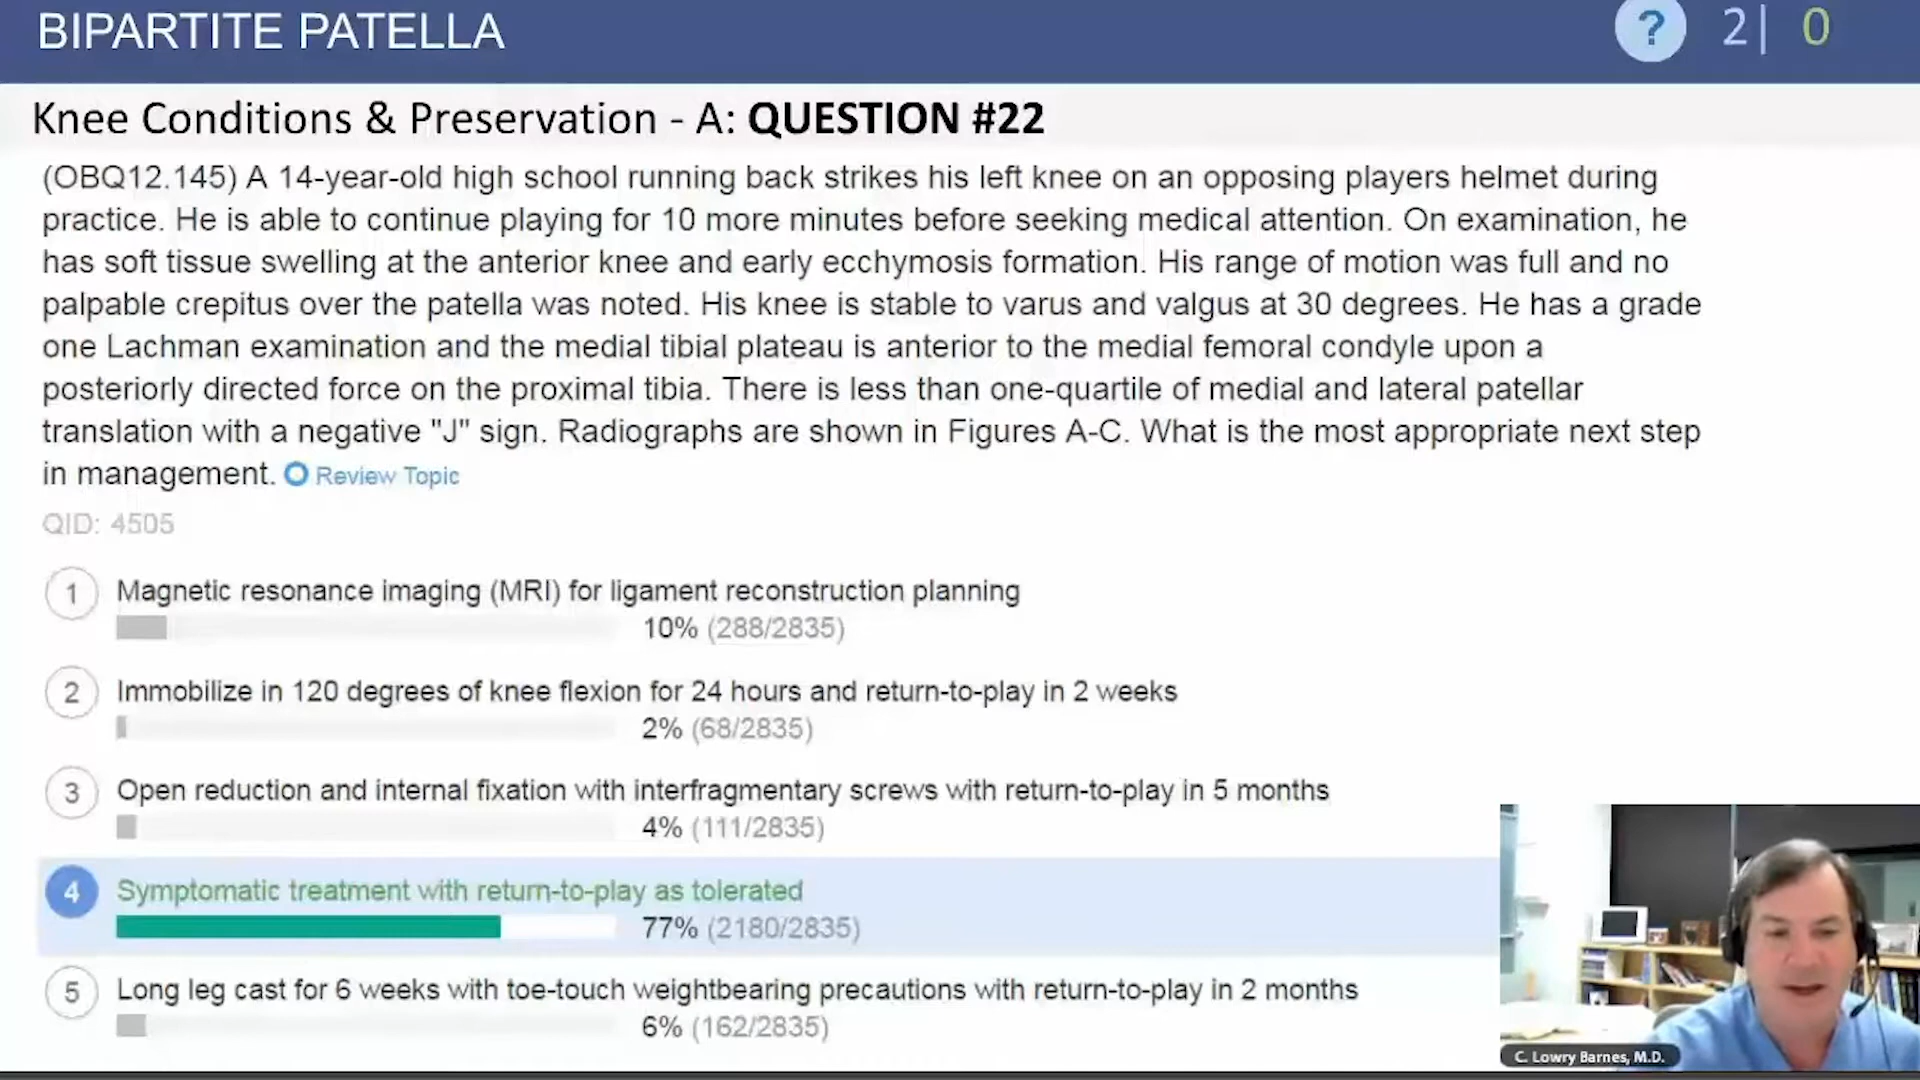 BIPARTITE PATELLA
? 2| 0
Knee Conditions & Preservation - A: QUESTION #22
(OBQ12.145) A 14-year-old high school running back strikes his left knee on an opposing players helmet during
practice. He is able to continue playing for 10 more minutes before seeking medical attention. On examination, he
has soft tissue swelling at the anterior knee and early ecchymosis formation. His range of motion was full and no
palpable crepitus over the patella was noted. His knee is stable to varus and valgus at 30 degrees. He has a grade
one Lachman examination and the medial tibial plateau is anterior to the medial femoral condyle upon a
posteriorly directed force on the proximal tibia. There is less than one-quartile of medial and lateral patellar
translation with a negative "J" sign. Radiographs are shown in Figures A-C. What is the most appropriate next step
in management. Review Topic
QID: 4505
1 Magnetic resonance imaging (MRI) for ligament reconstruction planning
10% (288/2835)
2 Immobilize in 120 degrees of knee flexion for 24 hours and return-to-play in 2 weeks
2% (68/2835)
3 Open reduction and internal fixation with interfragmentary screws with return-to-play in 5 months
4% (111/2835)
4 Symptomatic treatment with return-to-play as tolerated
77% (2180/2835)
5 Long leg cast for 6 weeks with toe-touch weightbearing precautions with return-to-play in 2 months
6% (162/2835)
C. Lowry Barnes, M.D.